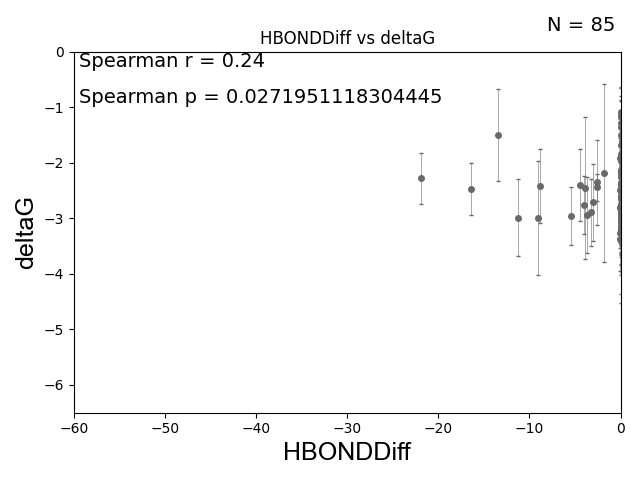 N = 85
HBONDDiff vs deltaG
Spearman r = 0.24
Spearman p = 0.0271951118304445
0
−1
−2
−3
−4
−5
−6
deltaG
−60
−50
−40
−30
−20
−10
0
HBONDDiff